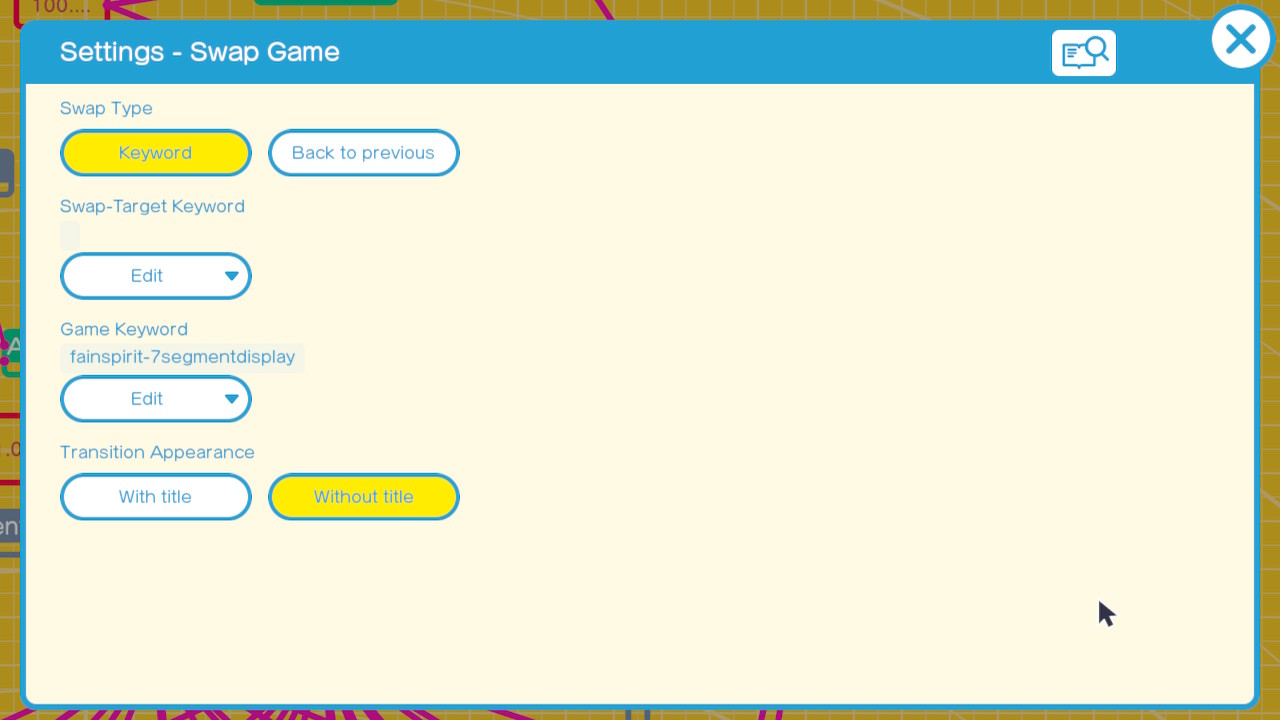 100....
Settings - Swap Game
Swap Type
Keyword
Back to previous
Swap-Target Keyword
Edit
Game Keyword
fainspirit-7segmentdisplay
Edit
Transition Appearance
With title
Without title